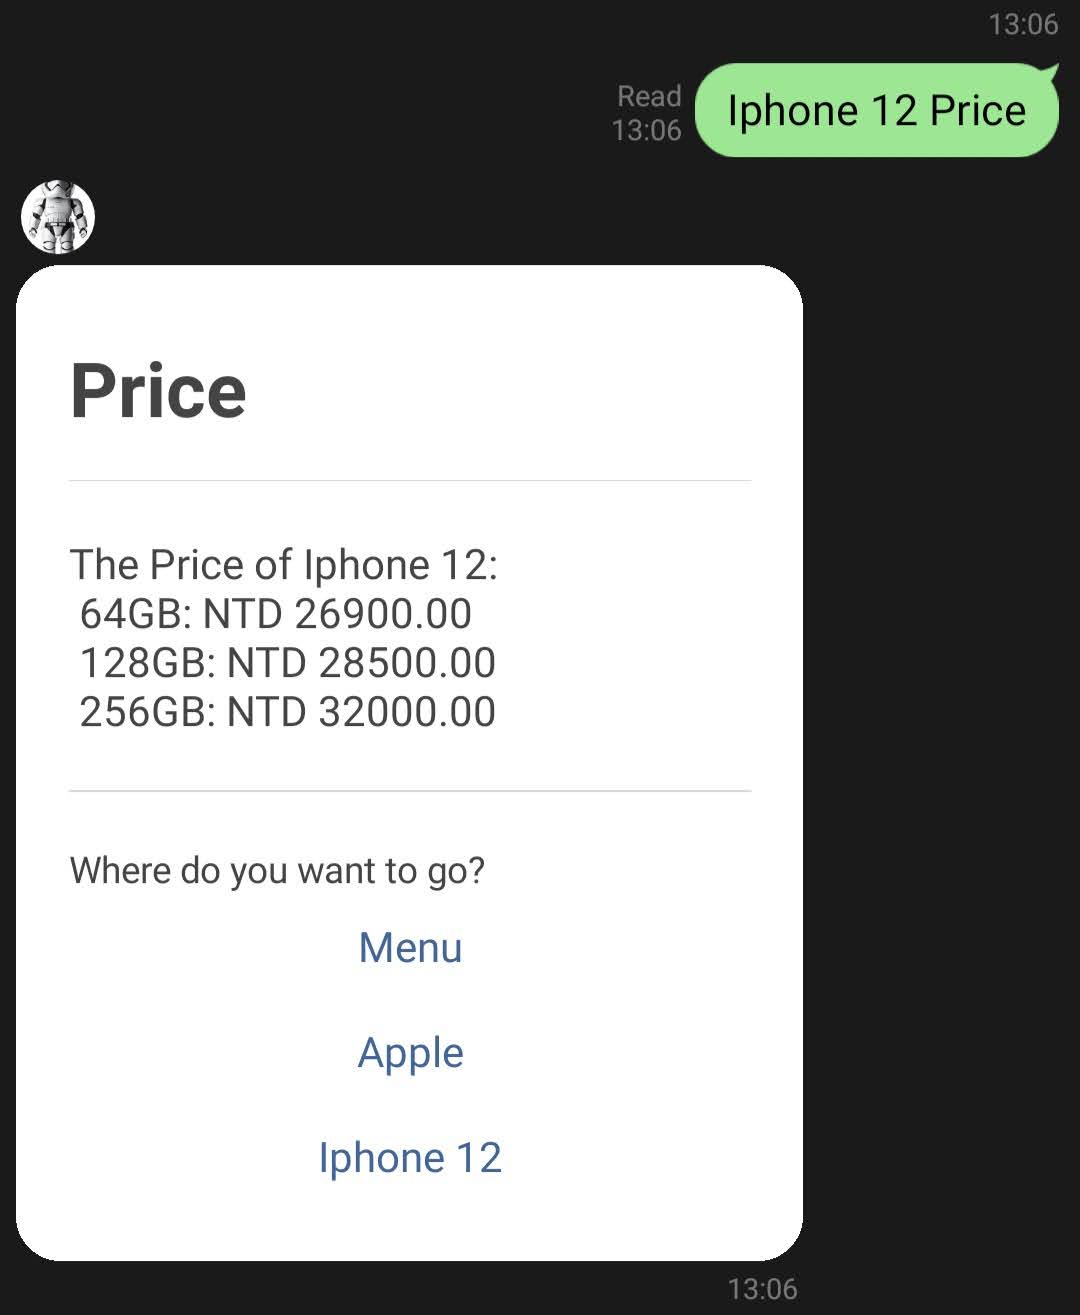 13:06
Read
13:06
Iphone 12 Price
Price
The Price of Iphone 12:
64GB: NTD 26900.00
128GB: NTD 28500.00
256GB: NTD 32000.00
Where do you want to go?
Menu
Apple
Iphone 12
13:06